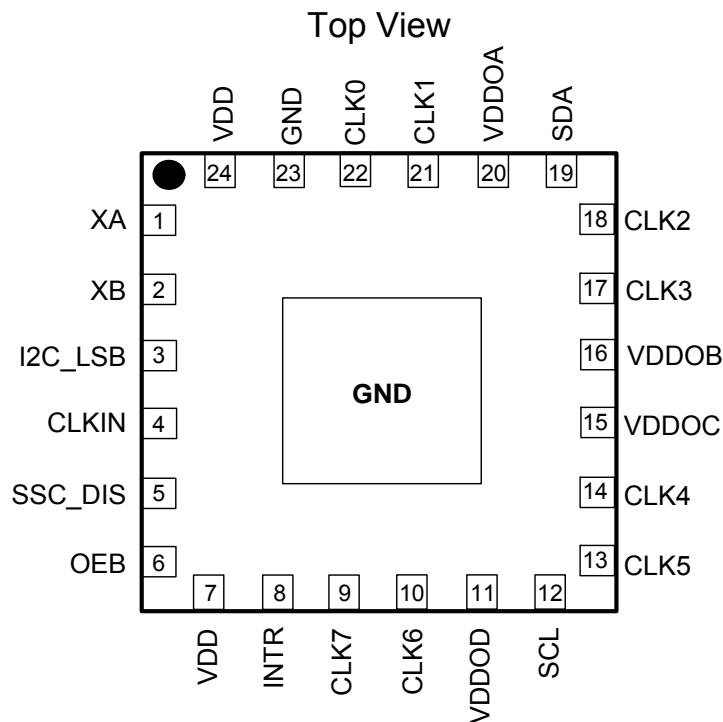 Top View
VDD
GND
CLK0
CLK1
VDDOA
SDA
24
23
22
21
20
19
XA
1
18
CLK2
XB
2
17
CLK3
I2C_LSB
3
16
VDDOB
GND
CLKIN
4
15
VDDOC
SSC_DIS
5
14
CLK4
OEB
6
13
CLK5
7
8
9
10
11
12
VDD
INTR
CLK7
CLK6
VDDOD
SCL